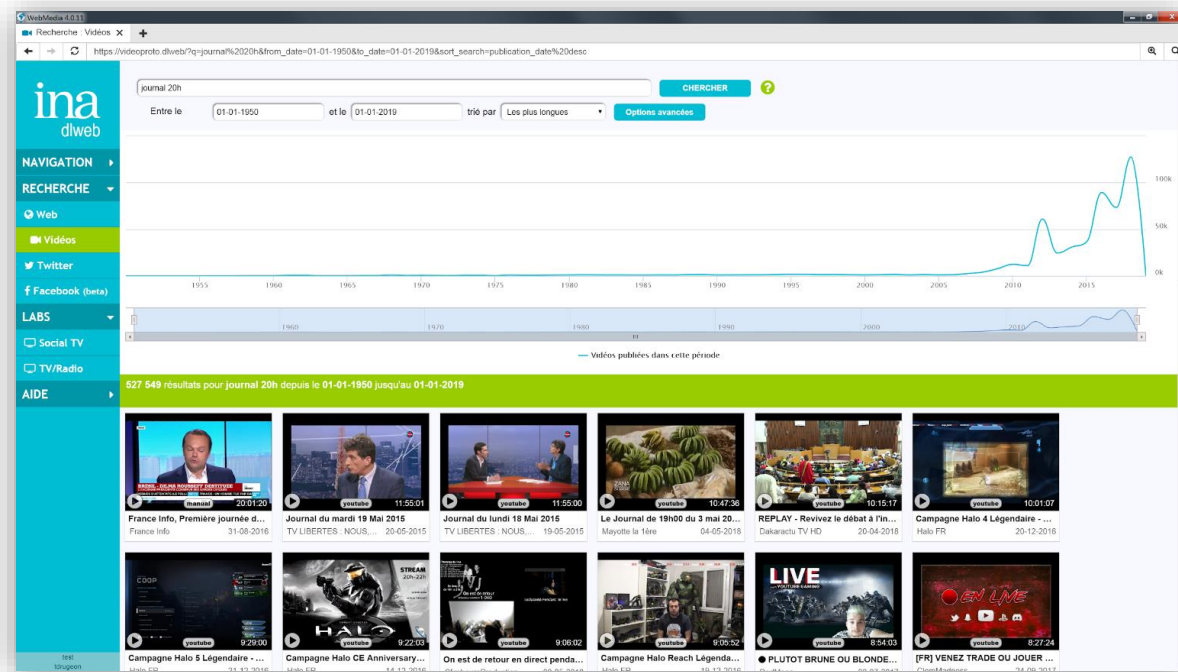 WebMedia 4.0.11
Recherche : Vidéos
https://videoproto.dlweb/?q=journal%2020h&from_date=01-01-1950&to_date=01-01-2019&sort_search=publication_date%20desc
ina
dlweb
journal 20h
CHERCHER
?
Entre le 01-01-1950 et le 01-01-2019 trié par Les plus longues Options avancées
NAVIGATION
RECHERCHE
Web
Vidéos
Twitter
Facebook (beta)
LABS
Social TV
TV/Radio
AIDE
100k
50k
0k
1955 1960 1965 1970 1975 1980 1985 1990 1995 2000 2005 2010 2015
1960 1970 1980 1990 2000 2010
Vidéos publiées dans cette période
527 549 résultats pour journal 20h depuis le 01-01-1950 jusqu'au 01-01-2019
manual 20:01:20
youtube 11:55:01
youtube 11:55:00
youtube 10:47:36
youtube 10:15:17
youtube 10:01:07
France Info, Première journée d...
Journal du mardi 19 Mai 2015
Journal du lundi 18 Mai 2015
Le Journal de 19h00 du 3 mai 20...
REPLAY - Revivez le débat à l'in...
Campagne Halo 4 Légendaire - ...
France Info 31-08-2016
TV LIBERTES : NOUS,... 20-05-2015
TV LIBERTES : NOUS,... 19-05-2015
Mayotte la 1ère 04-05-2018
Dakaractu TV HD 20-04-2018
Halo FR 20-12-2016
COOP
STREAM
20h-22h
HALO
On est de retour
LIVE
EN LIVE
youtube 9:29:00
youtube 9:22:03
youtube 9:06:02
youtube 9:05:52
youtube 8:54:03
youtube 8:27:24
Campagne Halo 5 Légendaire - ...
Campagne Halo CE Anniversary...
On est de retour en direct penda...
Campagne Halo Reach Légenda...
PLUTOT BRUNE OU BLONDE...
[FR] VENEZ TRADE OU JOUER ...
test
tdrugeon